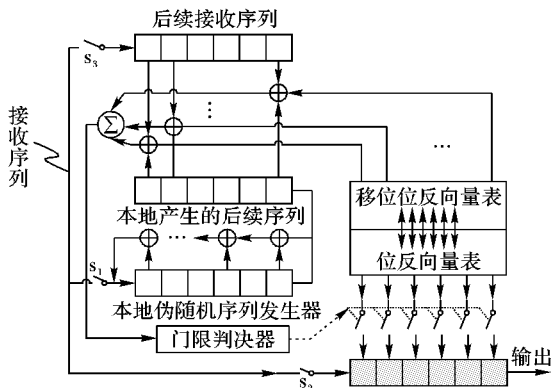 后续接收序列
S₃
Σ
接收序列
移位位反向量表
本地产生的后续序列
位反向量表
S₁
本地伪随机序列发生器
门限判决器
输出
S₂